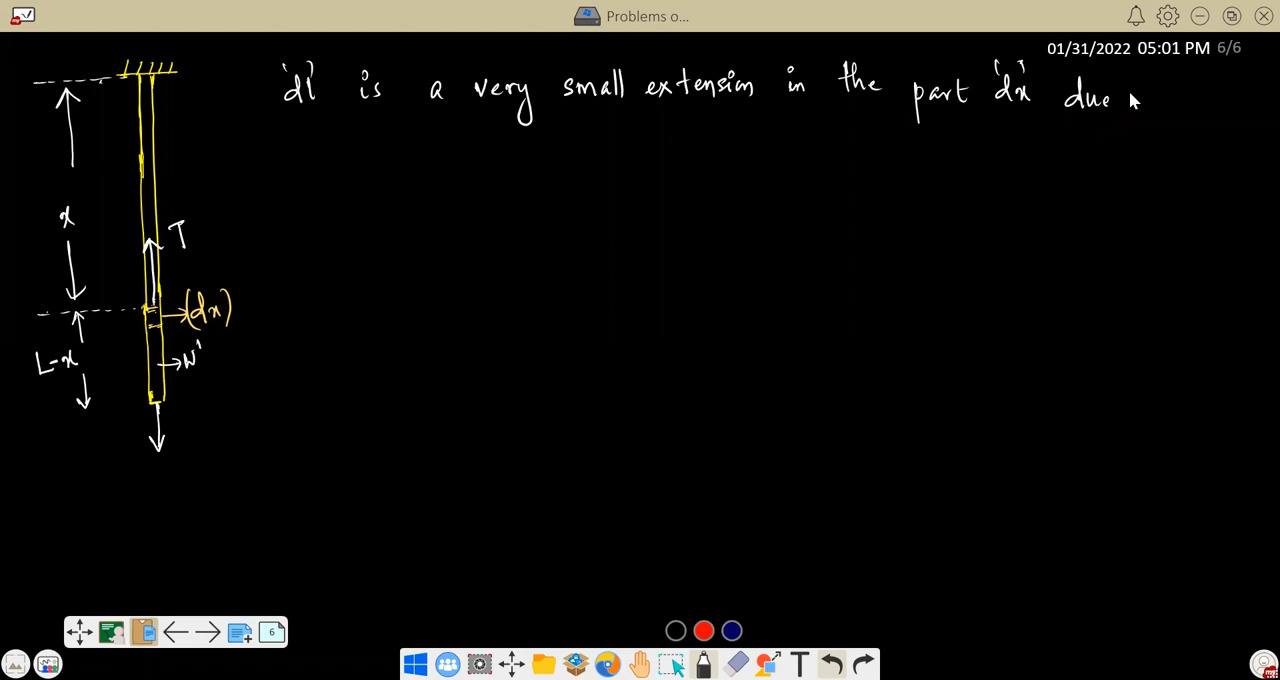 Problems o...
01/31/2022 05:01 PM 6/6
'dl' is a very small extension in the part 'dx' due
x
T
(dx)
L-x
W'
6
T